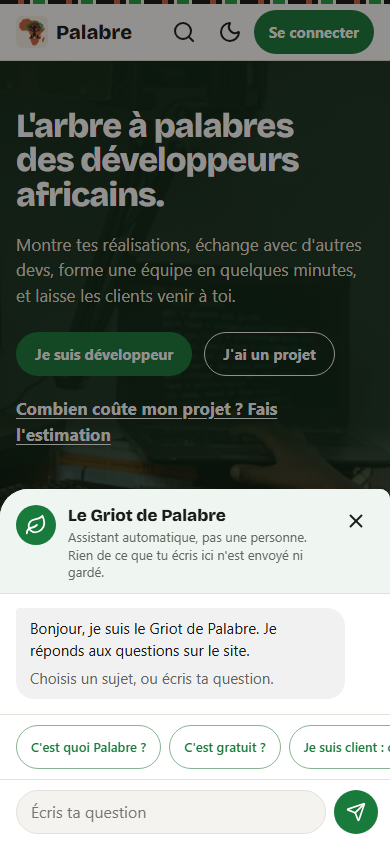 Palabre
Se connecter
L'arbre à palabres
des développeurs
africains.
Montre tes réalisations, échange avec d'autres
devs, forme une équipe en quelques minutes,
et laisse les clients venir à toi.
Je suis développeur
J'ai un projet
Combien coûte mon projet ? Fais
l'estimation
Le Griot de Palabre
Assistant automatique, pas une personne.
Rien de ce que tu écris ici n'est envoyé ni
gardé.
Bonjour, je suis le Griot de Palabre. Je
réponds aux questions sur le site.
Choisis un sujet, ou écris ta question.
C'est quoi Palabre ?
C'est gratuit ?
Je suis client :
Écris ta question